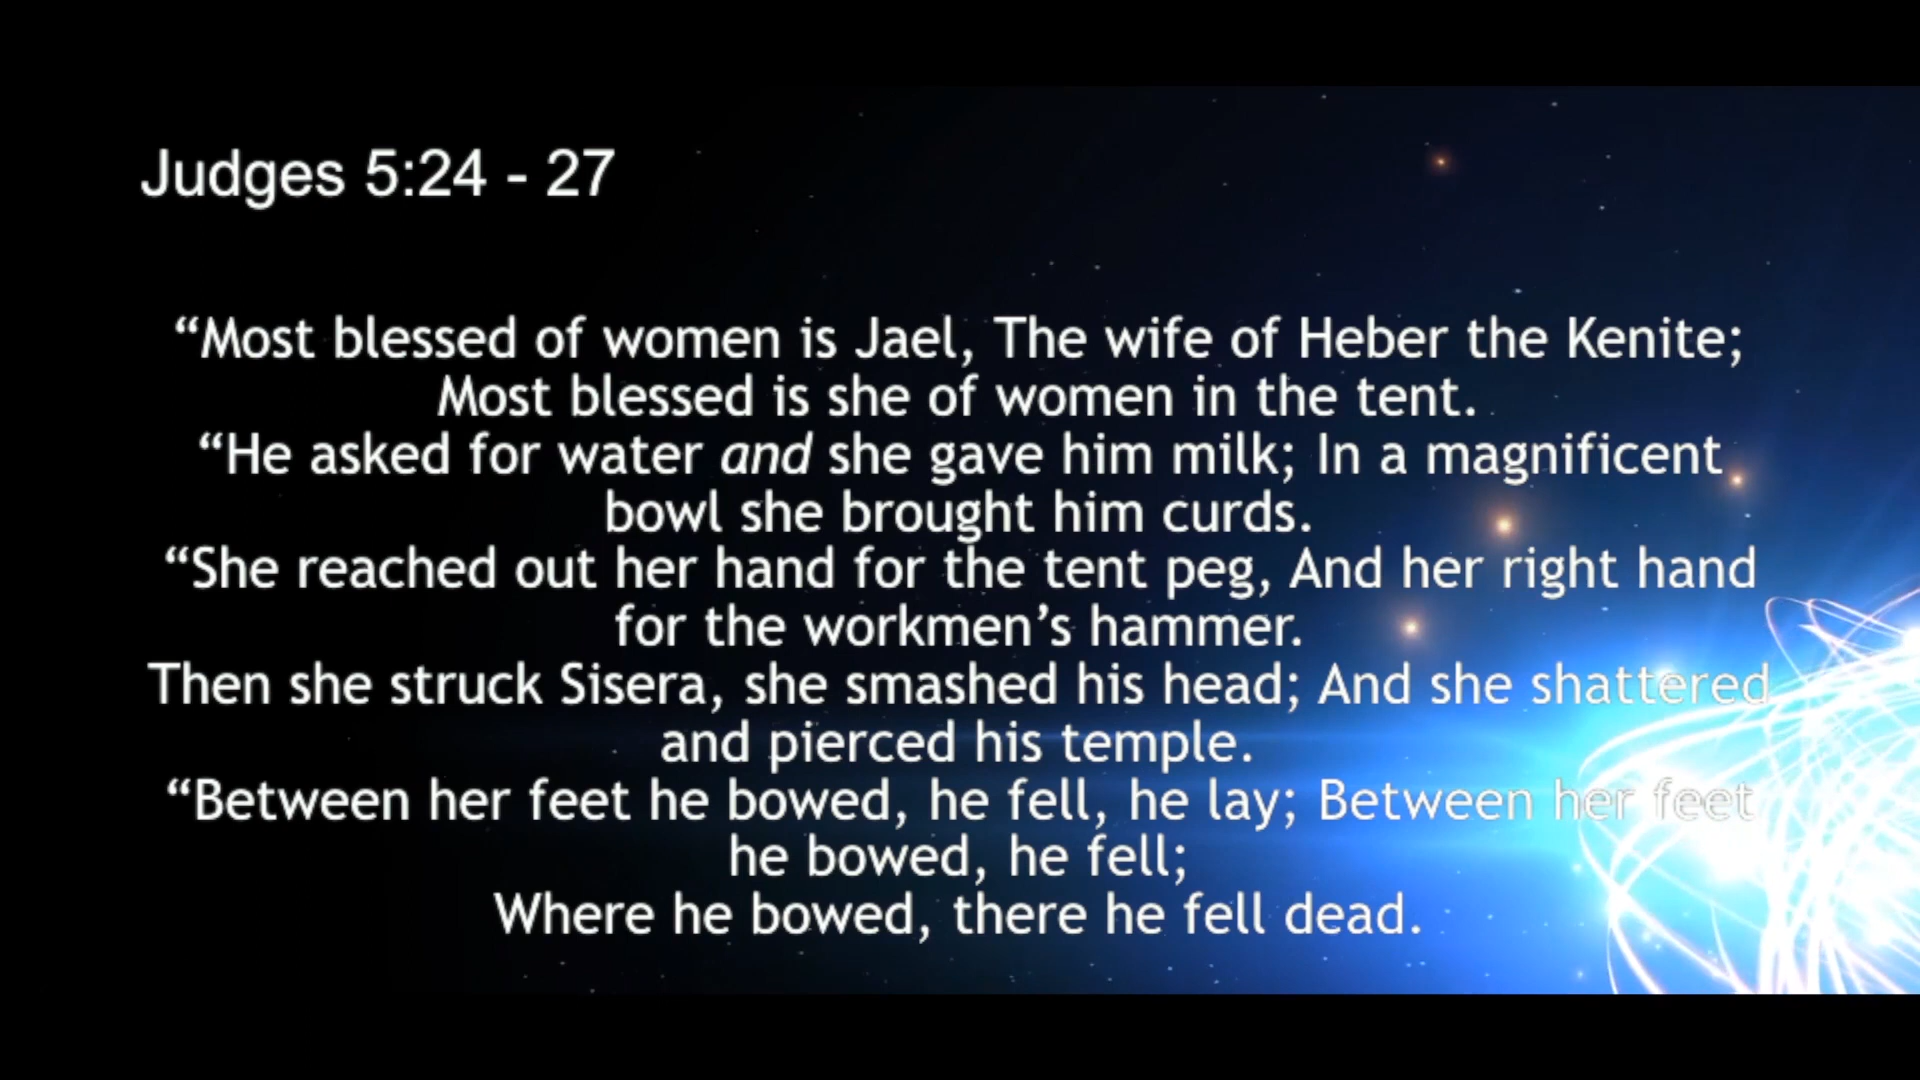 Judges 5:24 - 27
“Most blessed of women is Jael, The wife of Heber the Kenite;
Most blessed is she of women in the tent.
“He asked for water and she gave him milk; In a magnificent
bowl she brought him curds.
“She reached out her hand for the tent peg, And her right hand
for the workmen’s hammer.
Then she struck Sisera, she smashed his head; And she shattered
and pierced his temple.
“Between her feet he bowed, he fell, he lay; Between her feet
he bowed, he fell;
Where he bowed, there he fell dead.